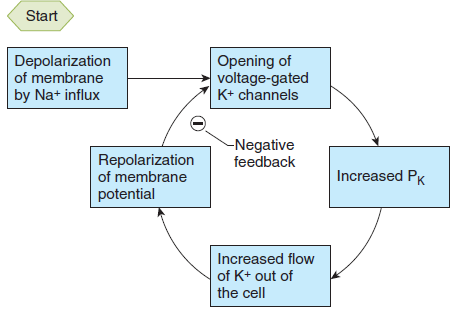 Start
Depolarization
of membrane
by Na+ influx
Opening of
voltage-gated
K+ channels
Negative
feedback
Increased PK
Increased flow
of K+ out of
the cell
Repolarization
of membrane
potential